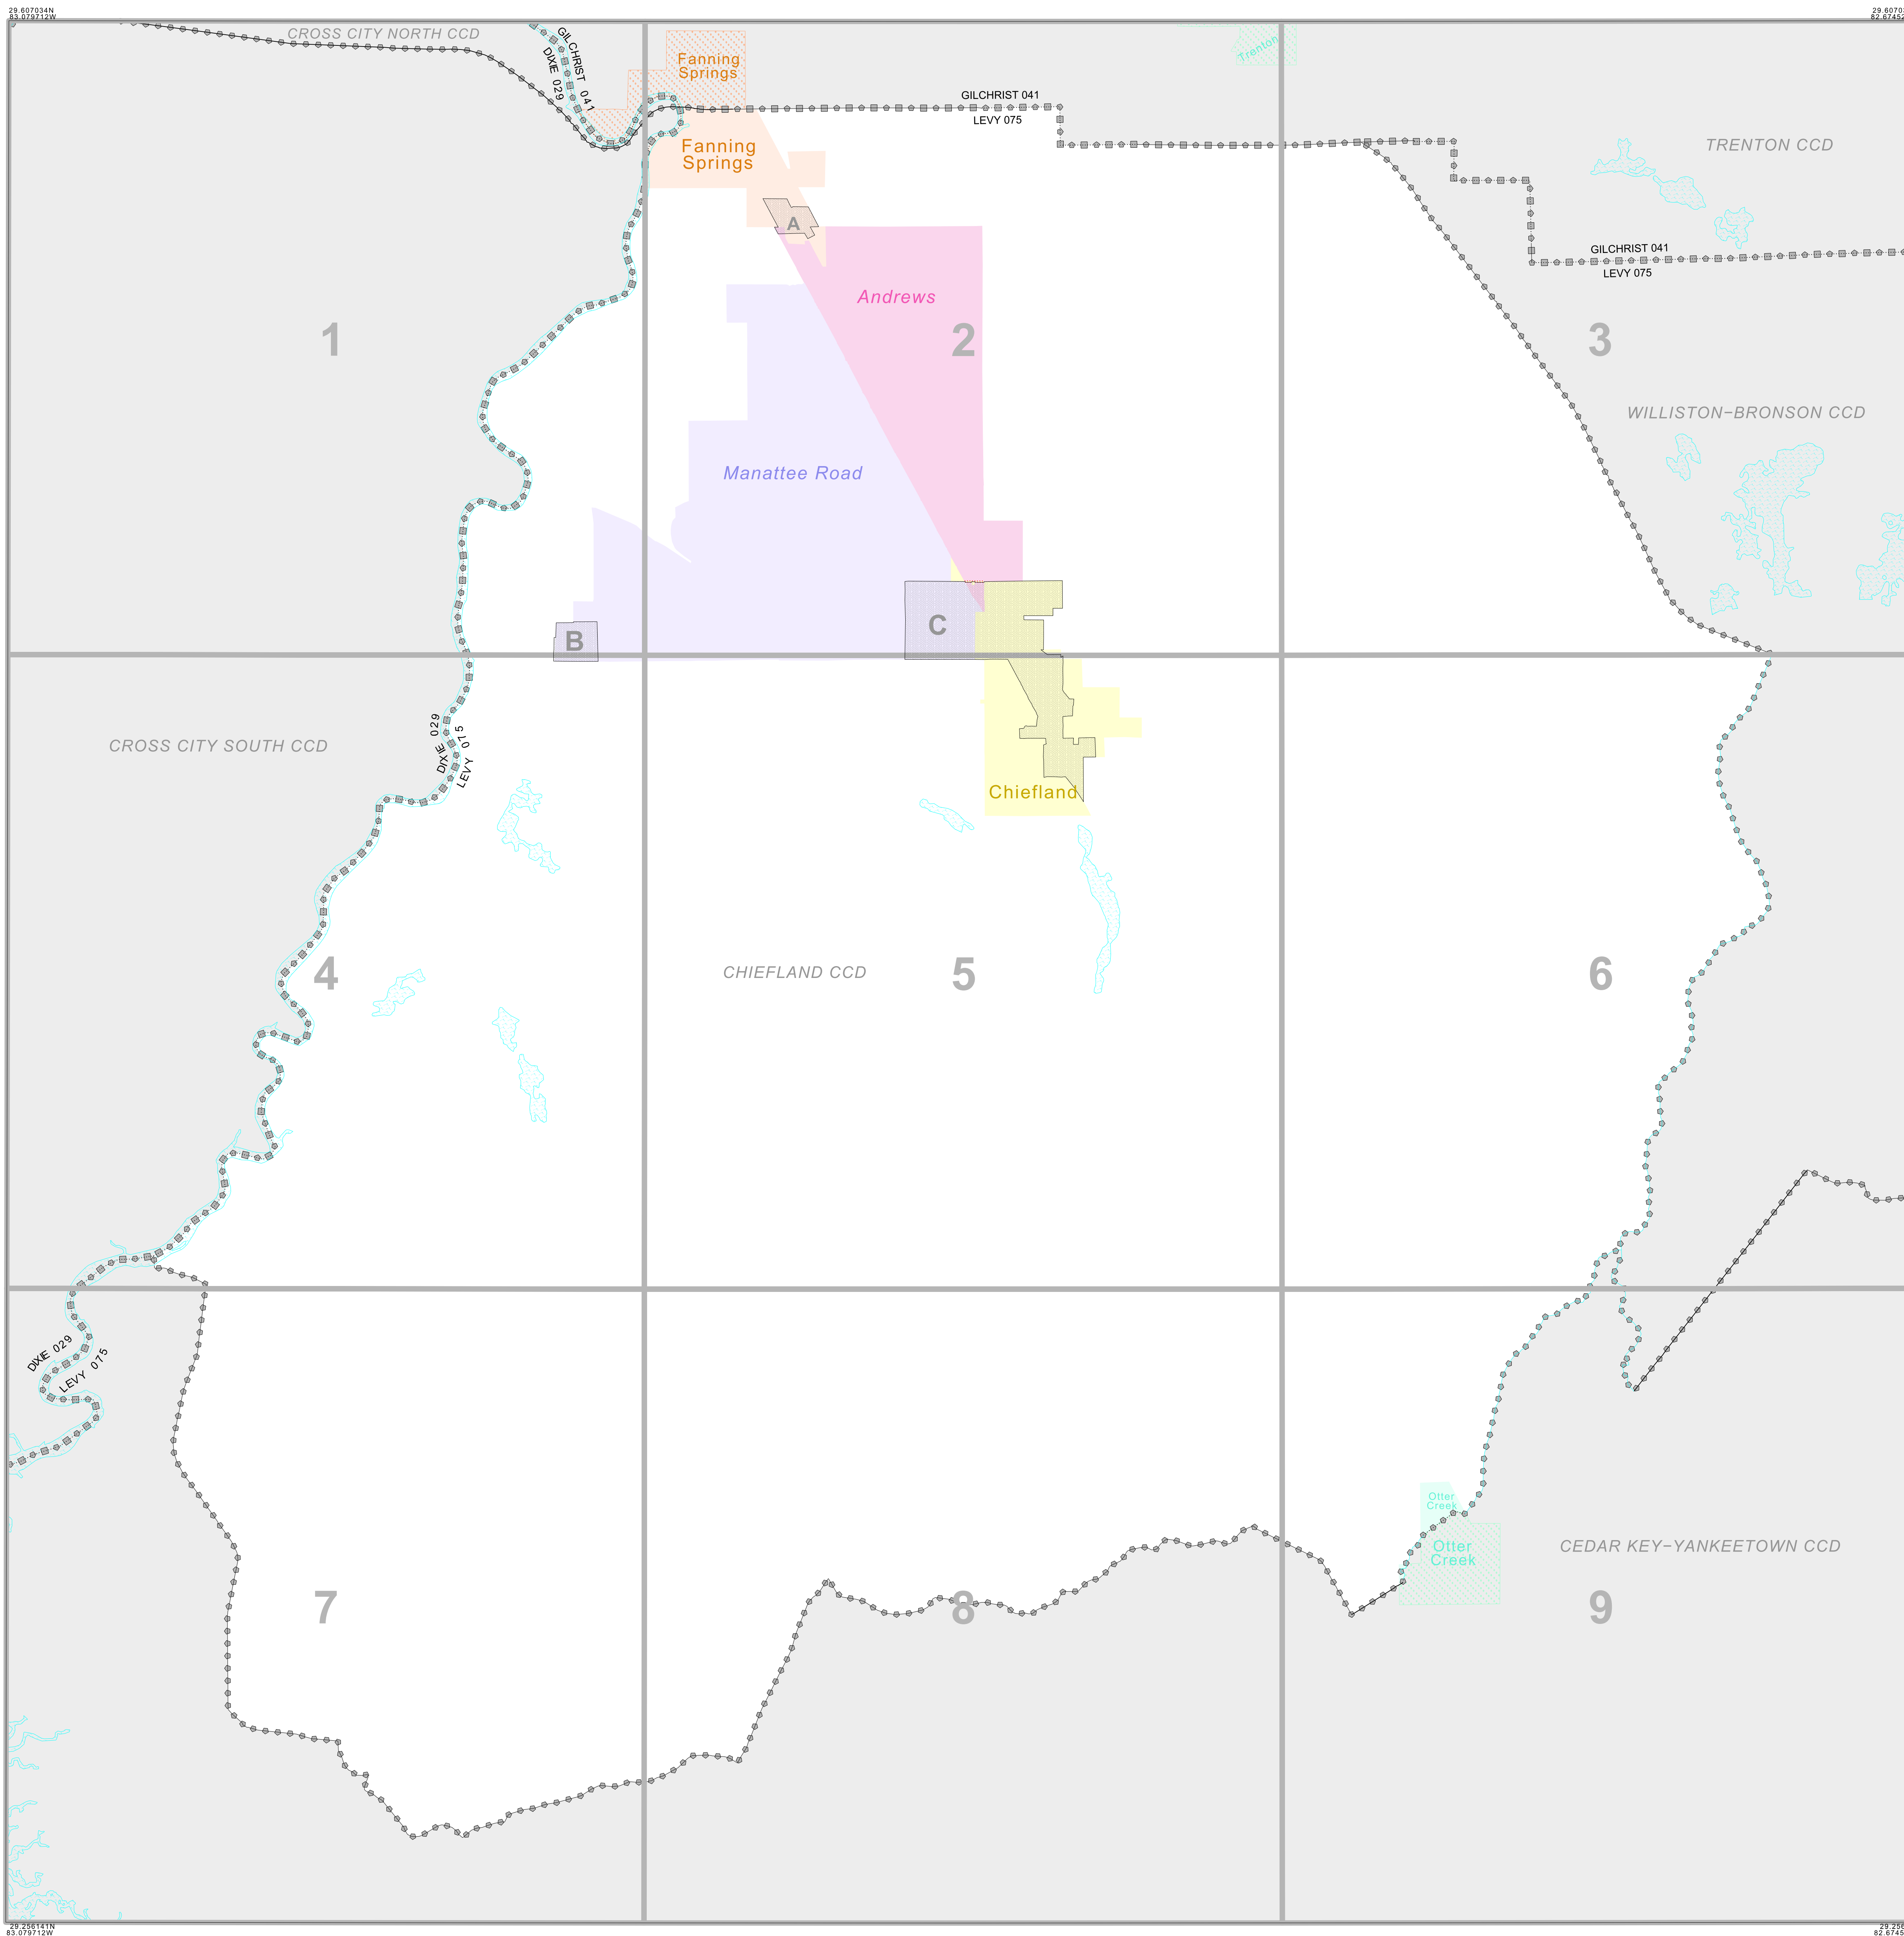 29.607034N
83.079712W
29.6070
82.6745
CROSS CITY NORTH CCD
GILCHRIST 041
DIXIE 029
Fanning
Springs
Trenton
GILCHRIST 041
LEVY 075
Fanning
Springs
TRENTON CCD
A
GILCHRIST 041
LEVY 075
Andrews
1
2
3
WILLISTON-BRONSON CCD
Manattee Road
B
C
DIXIE 029
LEVY 075
CROSS CITY SOUTH CCD
Chiefland
4
CHIEFLAND CCD
5
6
DIXIE 029
LEVY 075
Otter
Creek
Otter
Creek
CEDAR KEY-YANKEETOWN CCD
7
8
9
29.256141N
83.079712W
29.256
82.6745